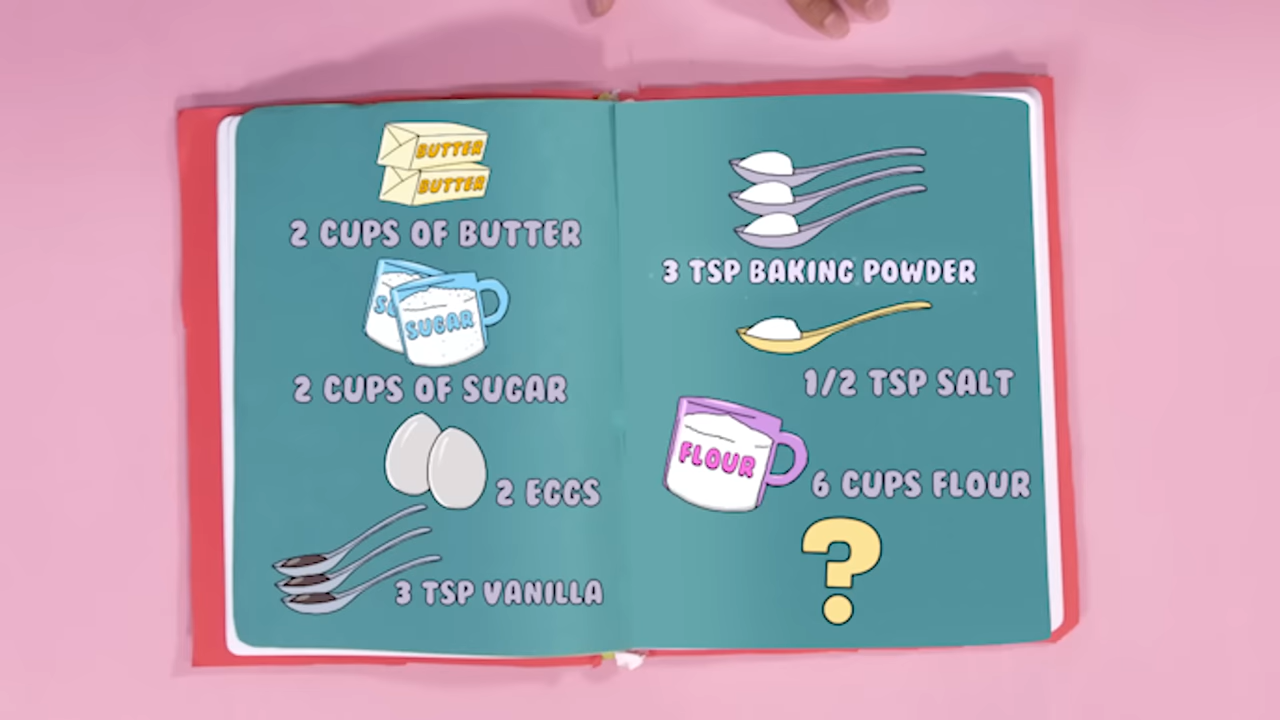 BUTTER
BUTTER
2 CUPS OF BUTTER
SUGAR
2 CUPS OF SUGAR
2 EGGS
3 TSP VANILLA
3 TSP BAKING POWDER
1/2 TSP SALT
FLOUR
6 CUPS FLOUR
?